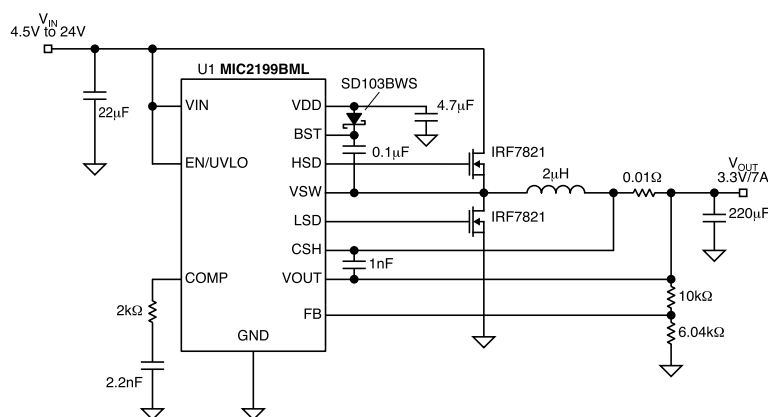 VIN
4.5V to 24V
U1 MIC2199BML
SD103BWS
VIN
VDD
4.7µF
22µF
BST
0.1µF
IRF7821
EN/UVLO
HSD
2µH
0.01Ω
VOUT
3.3V/7A
VSW
LSD
IRF7821
220µF
CSH
1nF
COMP
VOUT
10kΩ
2kΩ
FB
6.04kΩ
GND
2.2nF